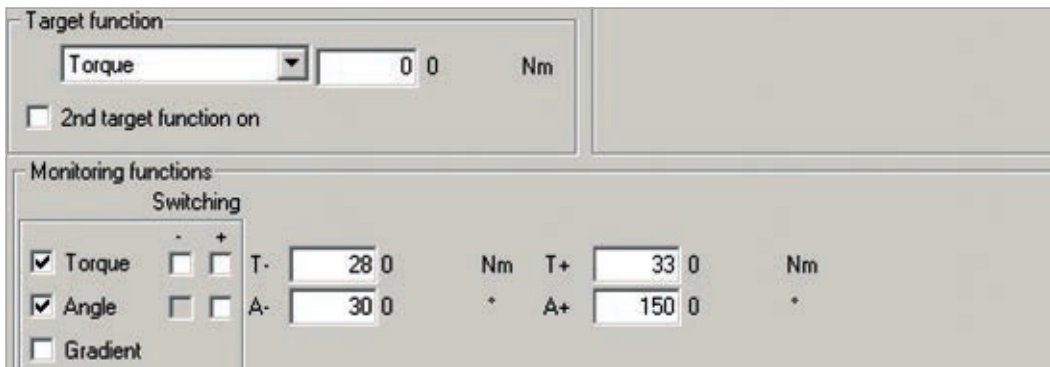 Target function
Torque 0 0 Nm
2nd target function on
Monitoring functions
Switching
- +
Torque T- 28 0 Nm T+ 33 0 Nm
Angle A- 30 0 ° A+ 150 0 °
Gradient